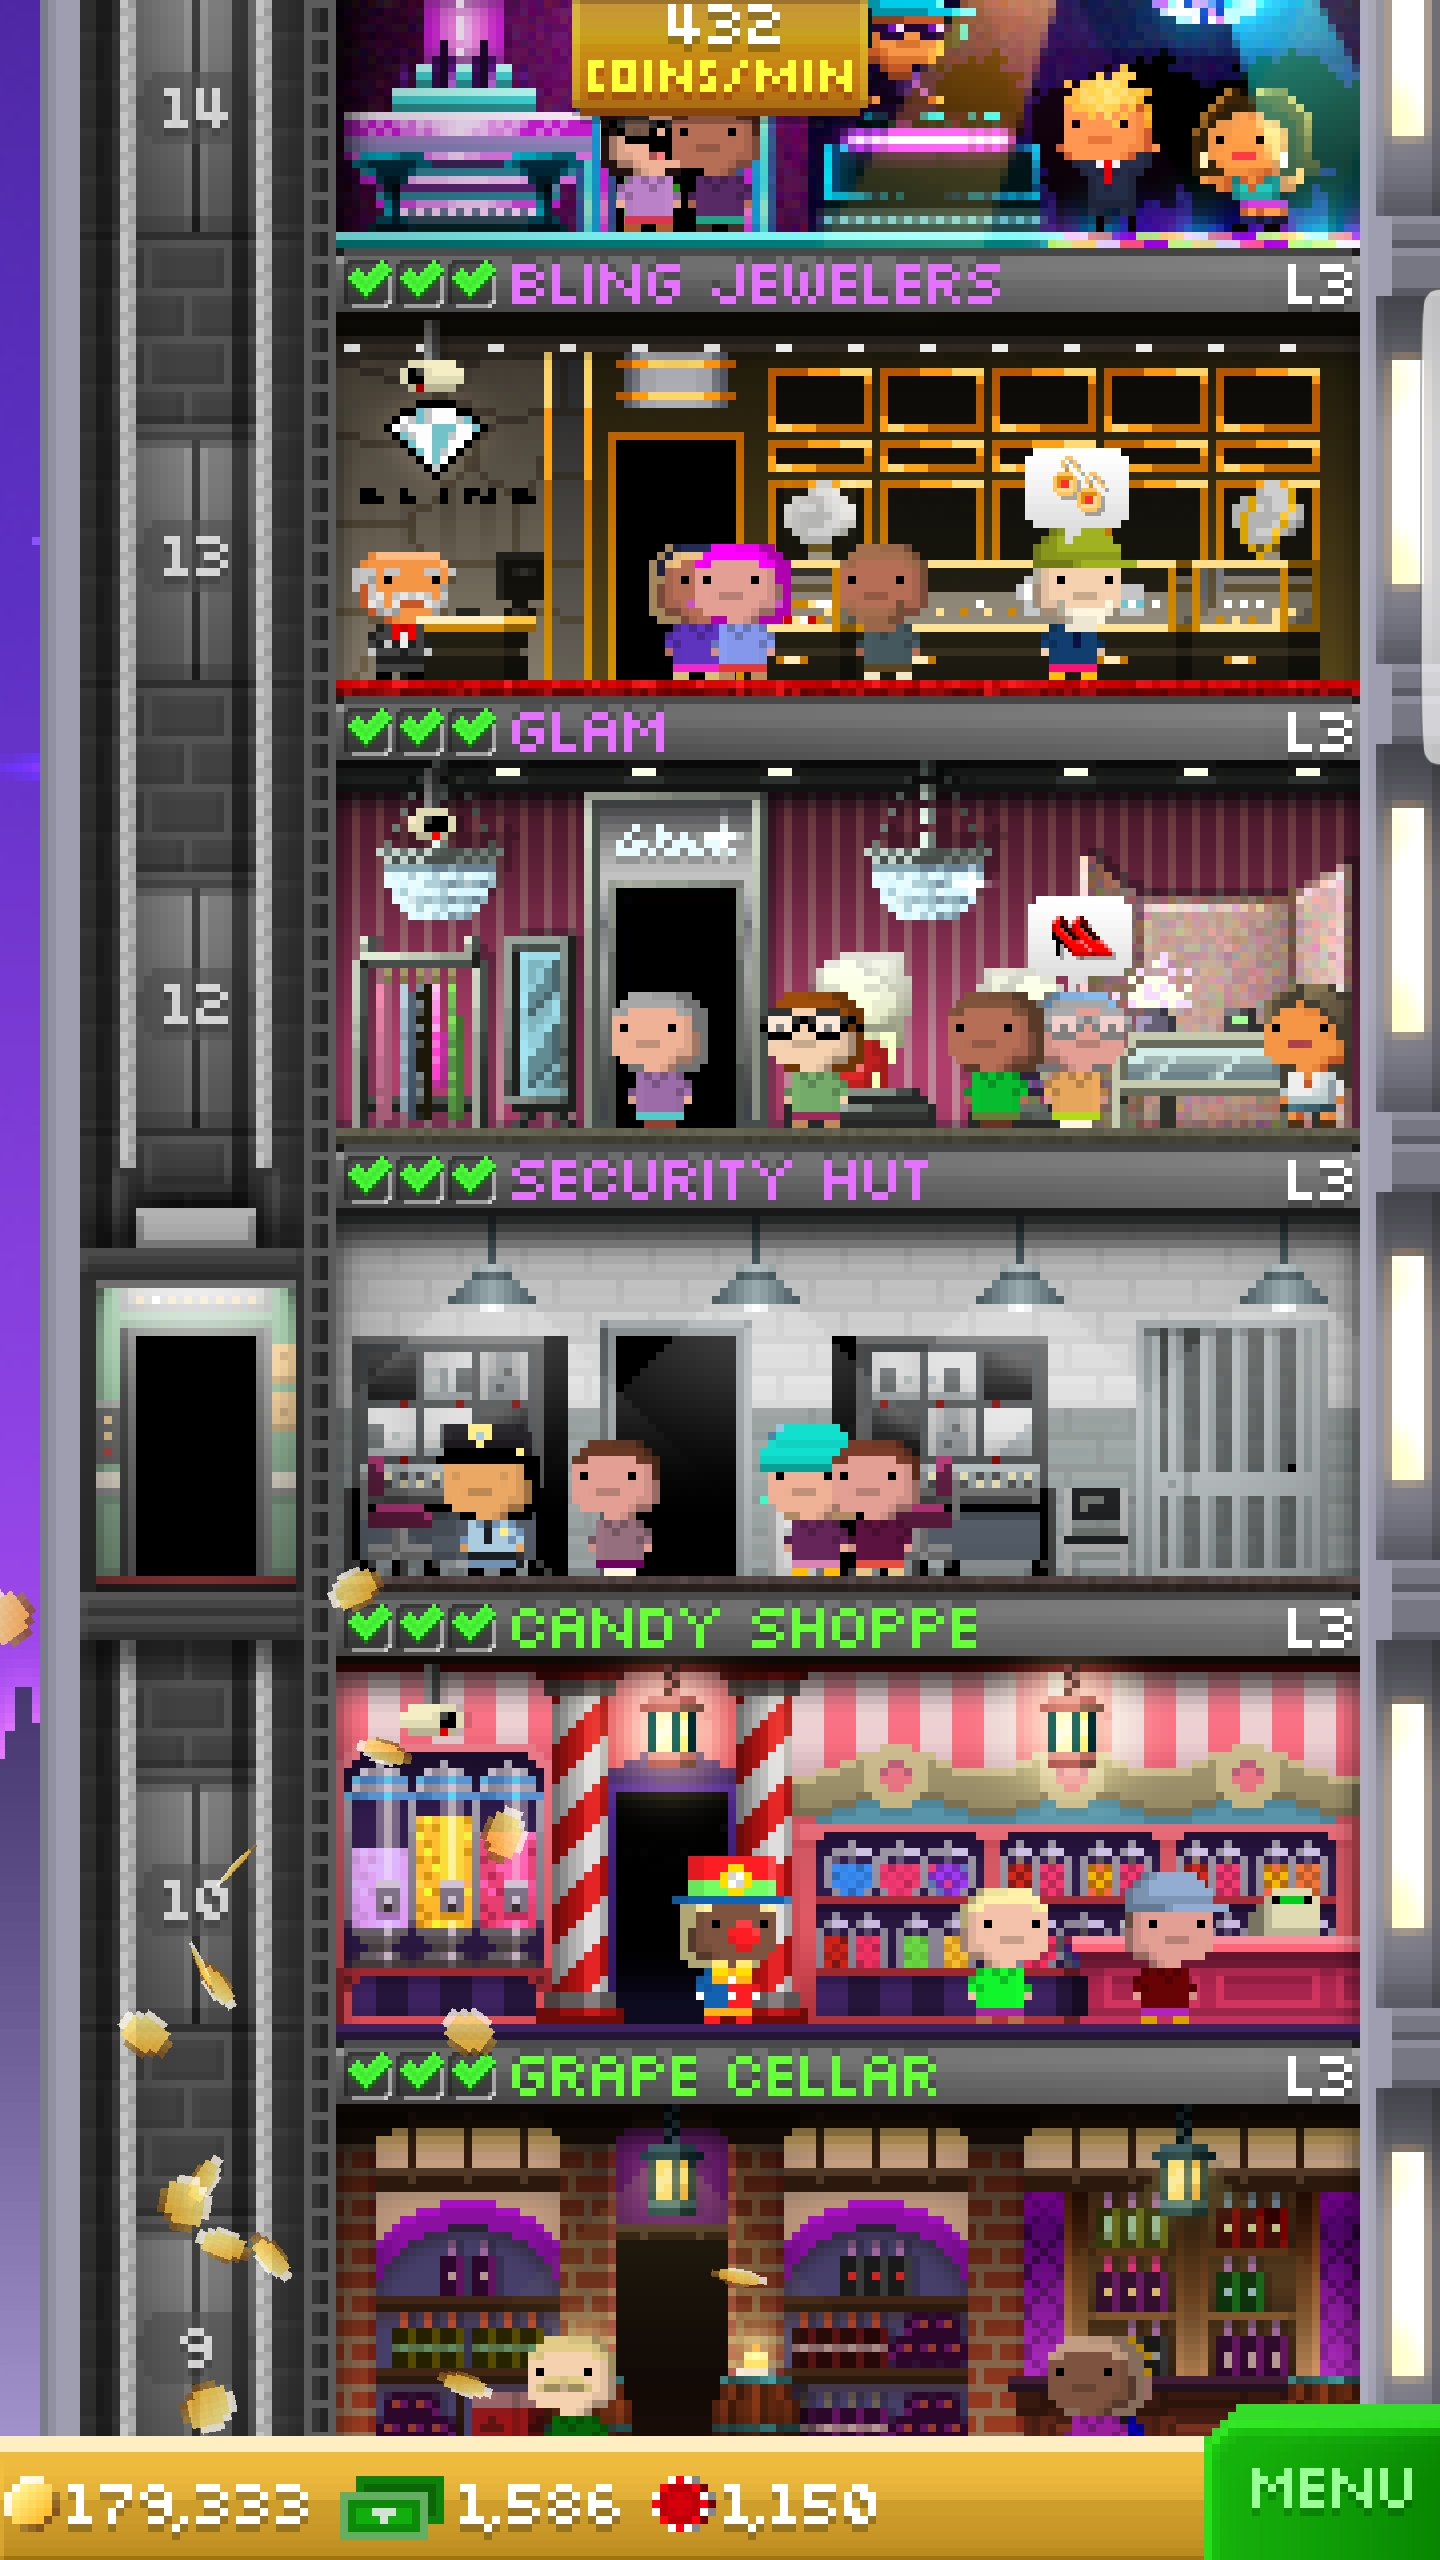 432
COINS/MIN
14
BLING JEWELERS L3
BLING
13
GLAM L3
12
SECURITY HUT L3
CANDY SHOPPE L3
10
GRAPE CELLAR L3
9
179,333 1,586 1,150
MENU